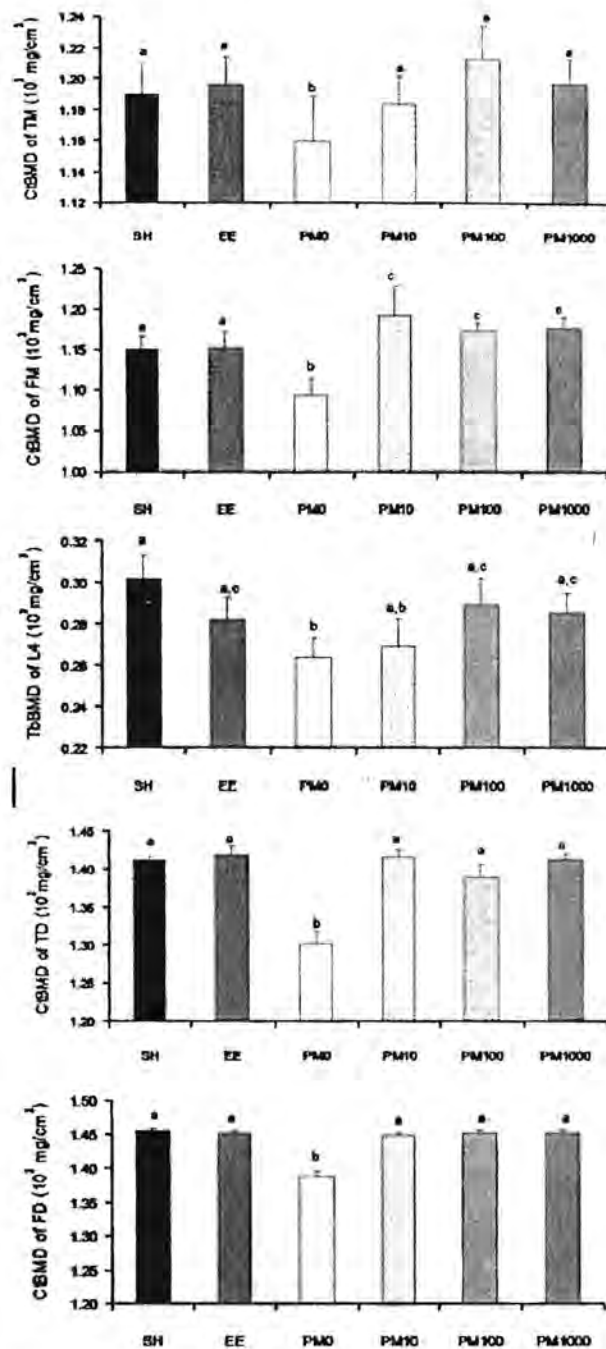 CtBMD of TM (10³ mg/cm³)
1.24
1.22
1.20
1.18
1.16
1.14
1.12
a a b a a a
SH EE PM0 PM10 PM100 PM1000
CtBMD of FM (10³ mg/cm³)
1.25
1.20
1.15
1.10
1.05
1.00
a a b c c c
SH EE PM0 PM10 PM100 PM1000
TbBMD of L4 (10³ mg/cm³)
0.32
0.30
0.28
0.26
0.24
0.22
a a,c b a,b a,c a,c
SH EE PM0 PM10 PM100 PM1000
CtBMD of TD (10³ mg/cm³)
1.45
1.40
1.35
1.30
1.25
1.20
a a b a a a
SH EE PM0 PM10 PM100 PM1000
CtBMD of FD (10³ mg/cm³)
1.50
1.45
1.40
1.35
1.30
1.25
1.20
a a b a a a
SH EE PM0 PM10 PM100 PM1000